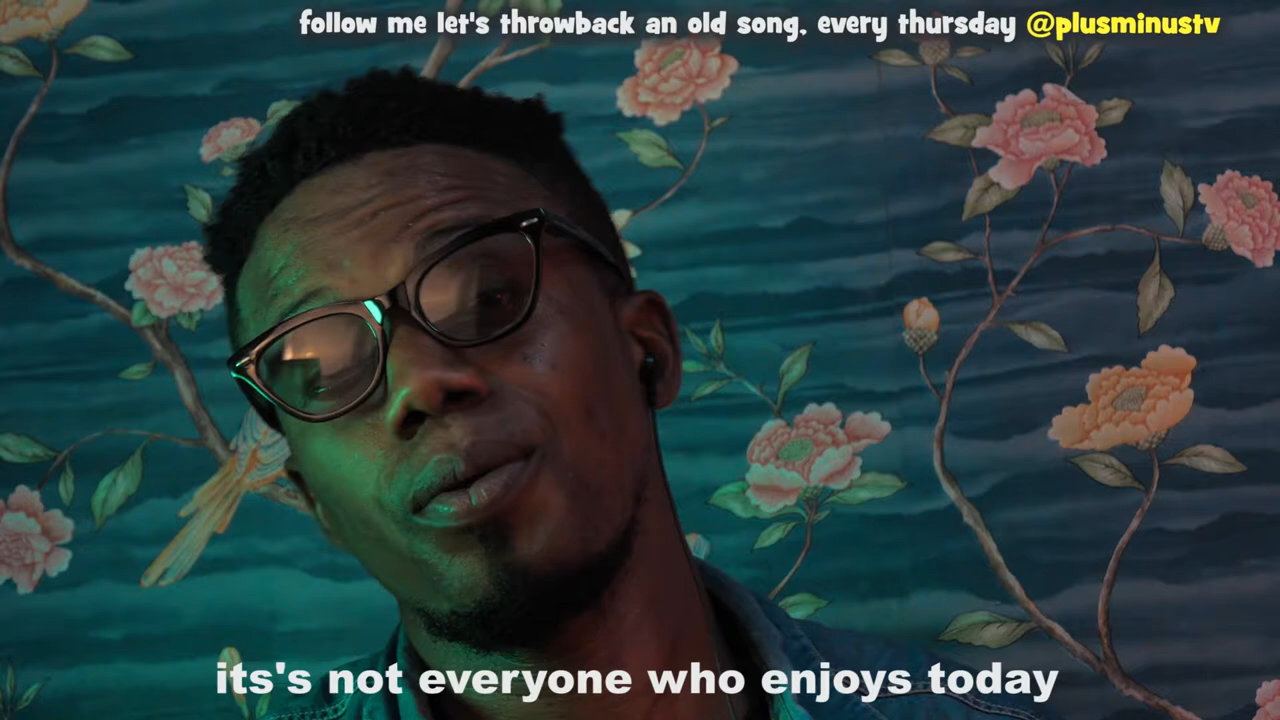 follow me let's throwback an old song, every thursday @plusminustv
its's not everyone who enjoys today